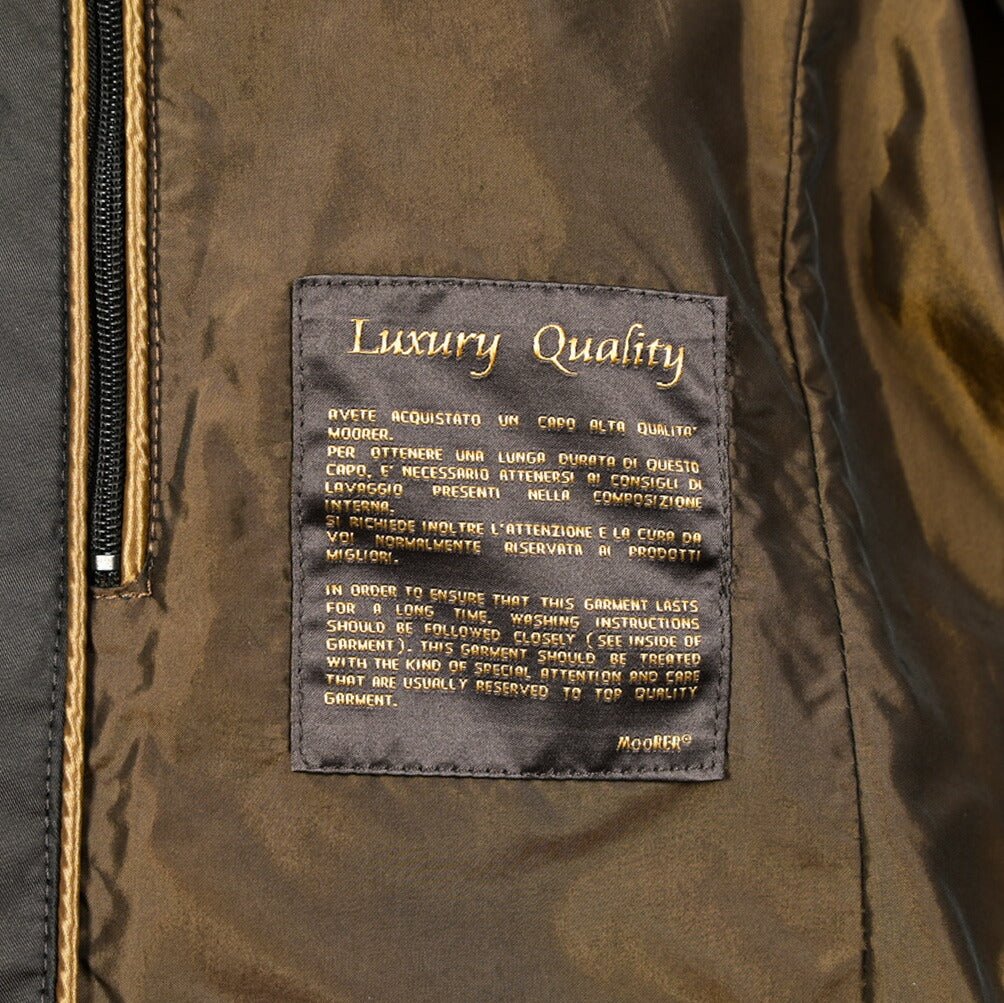 Luxury Quality
AVETE ACQUISTATO UN CAPO ALTA QUALITA'
MOORER.
PER OTTENERE UNA LUNGA DURATA DI QUESTO
CAPO, E' NECESSARIO ATTENERSI AI CONSIGLI DI
LAVAGGIO PRESENTI NELLA COMPOSIZIONE
INTERNA.
SI RICHIEDE INOLTRE L'ATTENZIONE E LA CURA DA
VOI NORMALMENTE RISERVATA AI PRODOTTI
MIGLIORI.
IN ORDER TO ENSURE THAT THIS GARMENT LASTS
FOR A LONG TIME, WASHING INSTRUCTIONS
SHOULD BE FOLLOWED CLOSELY (SEE INSIDE OF
GARMENT). THIS GARMENT SHOULD BE TREATED
WITH THE KIND OF SPECIAL ATTENTION AND CARE
THAT ARE USUALLY RESERVED TO TOP QUALITY
GARMENT.
MOORER©